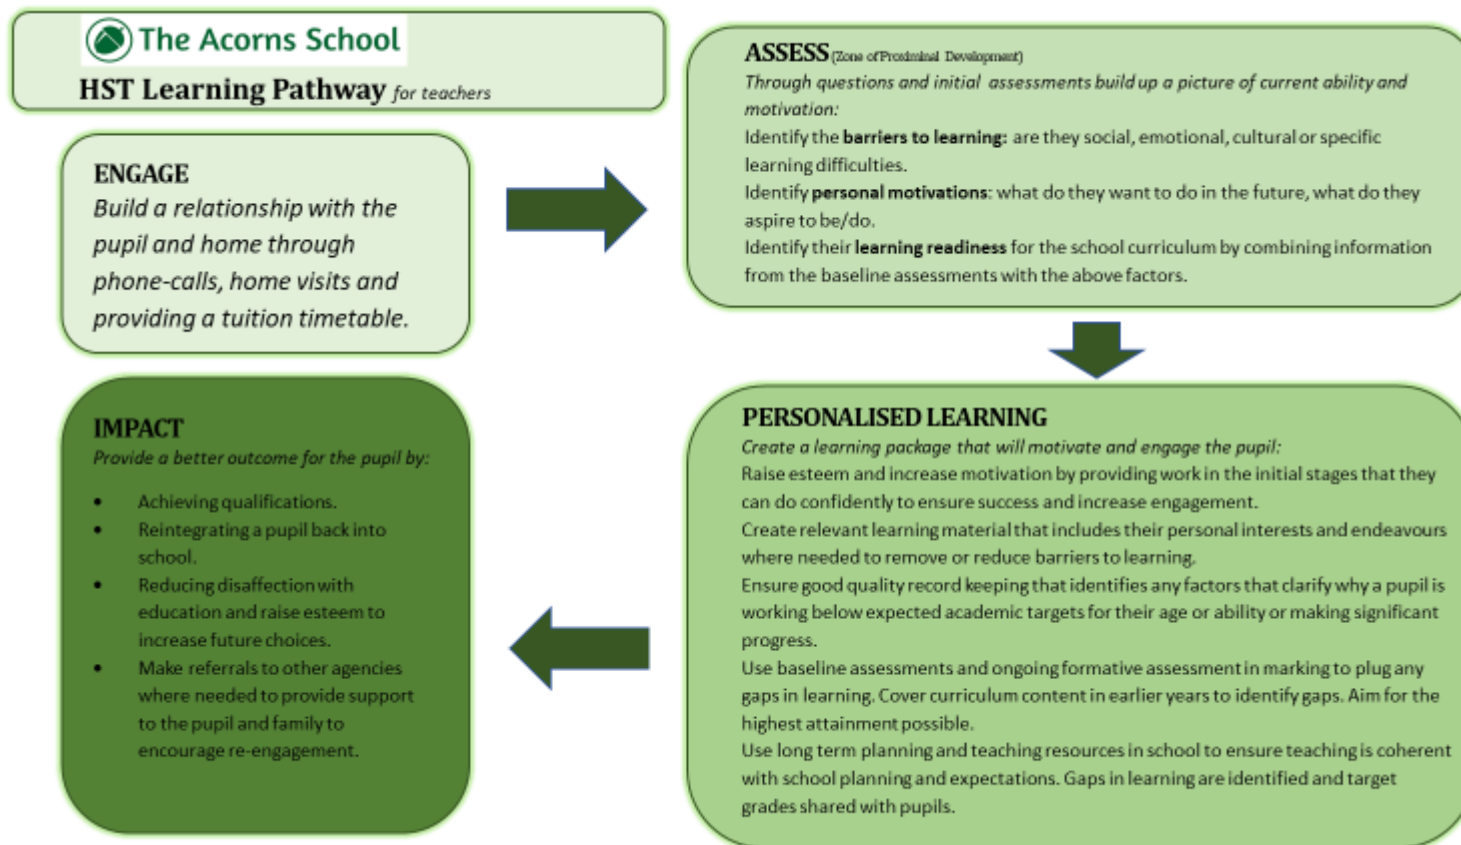 The Acorns School
HST Learning Pathway for teachers
ENGAGE
Build a relationship with the
pupil and home through
phone-calls, home visits and
providing a tuition timetable.
ASSESS (Zone of Proximinal Development)
Through questions and initial assessments build up a picture of current ability and
motivation:
Identify the barriers to learning: are they social, emotional, cultural or specific
learning difficulties.
Identify personal motivations: what do they want to do in the future, what do they
aspire to be/do.
Identify their learning readiness for the school curriculum by combining information
from the baseline assessments with the above factors.
PERSONALISED LEARNING
Create a learning package that will motivate and engage the pupil:
Raise esteem and increase motivation by providing work in the initial stages that they
can do confidently to ensure success and increase engagement.
Create relevant learning material that includes their personal interests and endeavours
where needed to remove or reduce barriers to learning.
Ensure good quality record keeping that identifies any factors that clarify why a pupil is
working below expected academic targets for their age or ability or making significant
progress.
Use baseline assessments and ongoing formative assessment in marking to plug any
gaps in learning. Cover curriculum content in earlier years to identify gaps. Aim for the
highest attainment possible.
Use long term planning and teaching resources in school to ensure teaching is coherent
with school planning and expectations. Gaps in learning are identified and target
grades shared with pupils.
IMPACT
Provide a better outcome for the pupil by:
• Achieving qualifications.
• Reintegrating a pupil back into
school.
• Reducing disaffection with
education and raise esteem to
increase future choices.
• Make referrals to other agencies
where needed to provide support
to the pupil and family to
encourage re-engagement.